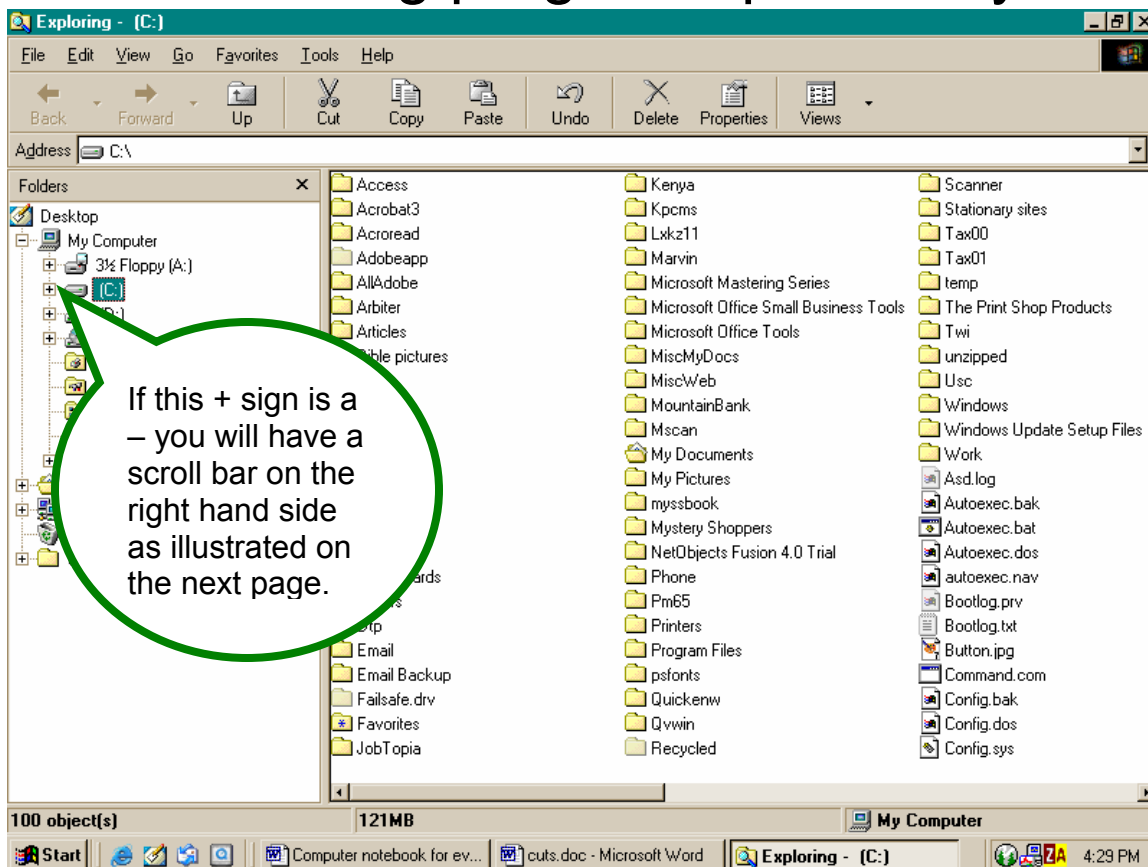 Exploring - (C:)
File Edit View Go Favorites Tools Help
Back Forward Up Cut Copy Paste Undo Delete Properties Views
Address C:\
Folders
Desktop
My Computer
3½ Floppy (A:)
(C:)
If this + sign is a
– you will have a
scroll bar on the
right hand side
as illustrated on
the next page.
Access
Acrobat3
Acroread
Adobeapp
AllAdobe
Arbiter
Articles
pictures
Email
Email Backup
Failsafe.drv
Favorites
JobTopia
Kenya
Kpcms
Lxkz11
Marvin
Microsoft Mastering Series
Microsoft Office Small Business Tools
Microsoft Office Tools
MiscMyDocs
MiscWeb
MountainBank
Mscan
My Documents
My Pictures
myssbook
Mystery Shoppers
NetObjects Fusion 4.0 Trial
Phone
Pm65
Printers
Program Files
psfonts
Quickenw
Qvwin
Recycled
Scanner
Stationary sites
Tax00
Tax01
temp
The Print Shop Products
Twi
unzipped
Usc
Windows
Windows Update Setup Files
Work
Asd.log
Autoexec.bak
Autoexec.bat
Autoexec.dos
autoexec.nav
Bootlog.prv
Bootlog.txt
Button.jpg
Command.com
Config.bak
Config.dos
Config.sys
100 object(s) 121MB My Computer
Start Computer notebook for ev... cuts.doc - Microsoft Word Exploring - (C:) ZA 4:29 PM